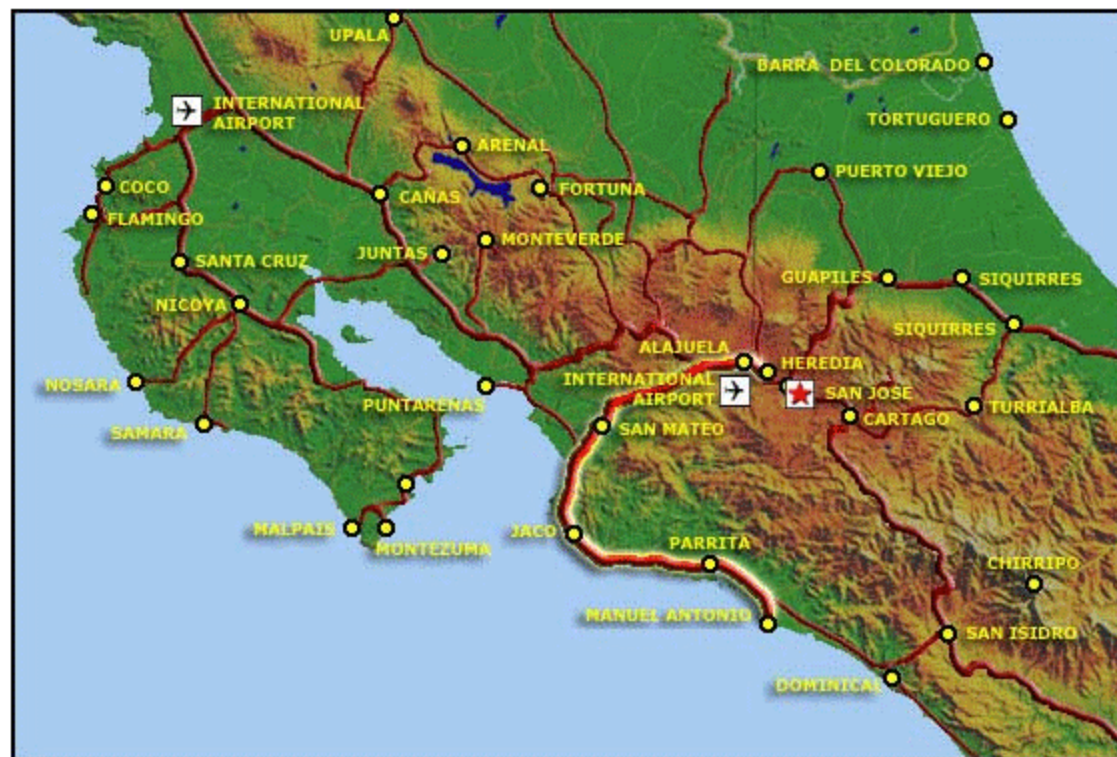 UPALA
BARRA DEL COLORADO
INTERNATIONAL
AIRPORT
TORTUGUERO
ARENAL
PUERTO VIEJO
COCO
CAÑAS
FORTUNA
FLAMINGO
MONTEVERDE
JUNTAS
SANTA CRUZ
GUAPILES
SIQUIRRES
NICOYA
SIQUIRRES
ALAJUELA
HEREDIA
INTERNATIONAL
AIRPORT
NOSARA
PUNTARENAS
SAN JOSE
TURRIALBA
CARTAGO
SAMARA
SAN MATEO
MALPAIS
MONTEZUMA
JACO
PARRITA
CHIRRIPO
MANUEL ANTONIO
SAN ISIDRO
DOMINICAL